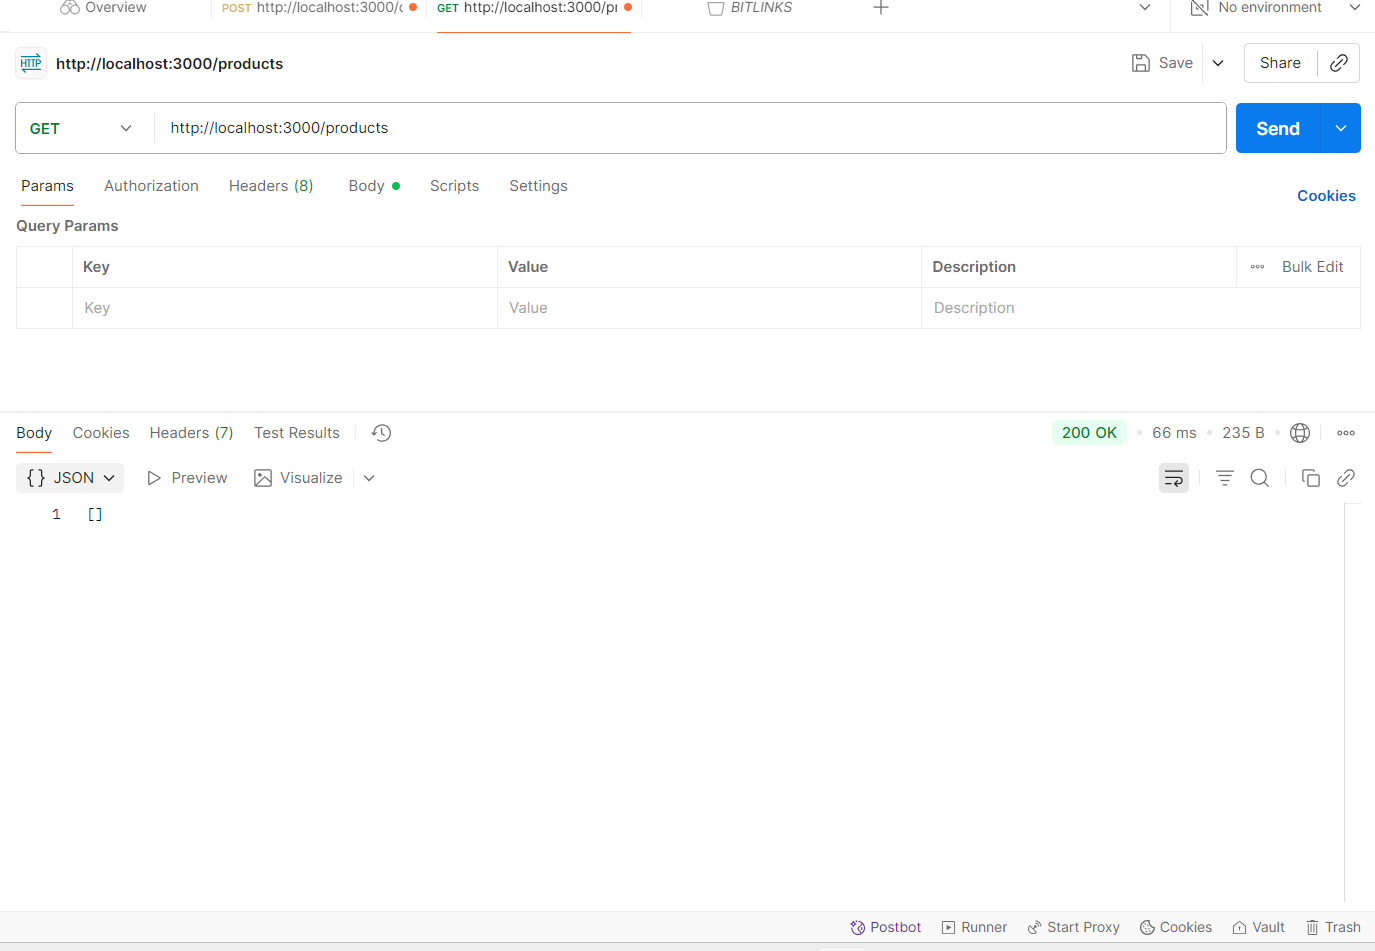 Overview POST http://localhost:3000/c GET http://localhost:3000/pr BITLINKS No environment
HTTP http://localhost:3000/products Save Share
GET http://localhost:3000/products Send
Params Authorization Headers (8) Body Scripts Settings Cookies
Query Params
Key Value Description Bulk Edit
Key Value Description
Body Cookies Headers (7) Test Results 200 OK 66 ms 235 B
{} JSON Preview Visualize
1 []
Postbot Runner Start Proxy Cookies Vault Trash